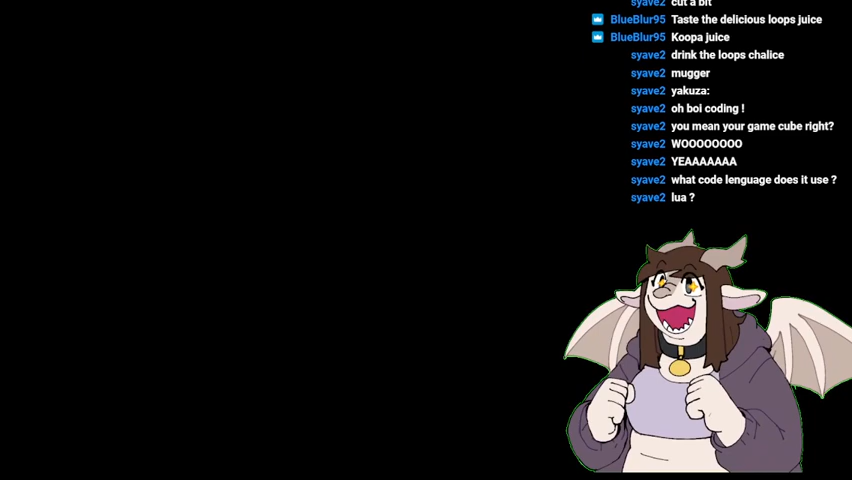 syave2 cut a bit
BlueBlur95 Taste the delicious loops juice
BlueBlur95 Koopa juice
syave2 drink the loops chalice
syave2 mugger
syave2 yakuza:
syave2 oh boi coding !
syave2 you mean your game cube right?
syave2 WOOOOOOOO
syave2 YEAAAAAAA
syave2 what code lenguage does it use ?
syave2 lua ?